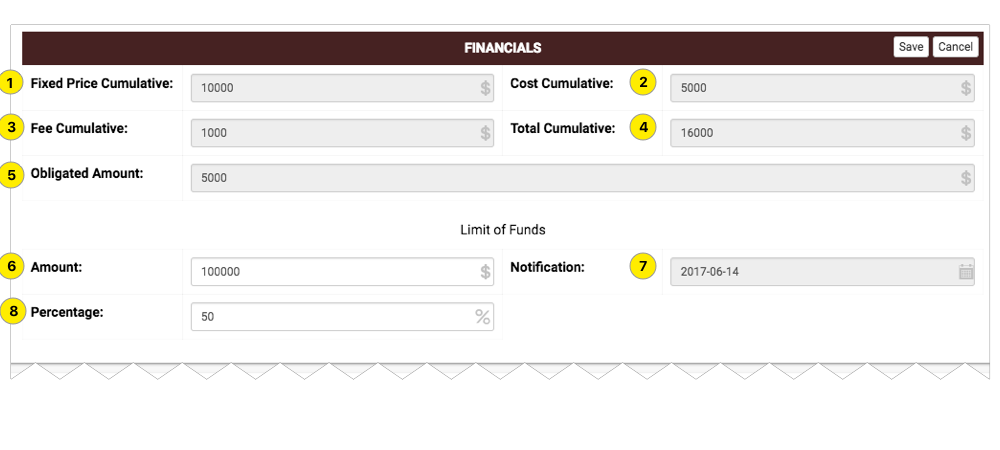 FINANCIALS Save Cancel
1 Fixed Price Cumulative: 10000 $ Cost Cumulative: 2 5000 $
3 Fee Cumulative: 1000 $ Total Cumulative: 4 16000 $
5 Obligated Amount: 5000 $
Limit of Funds
6 Amount: 100000 $ Notification: 7 2017-06-14
8 Percentage: 50 %